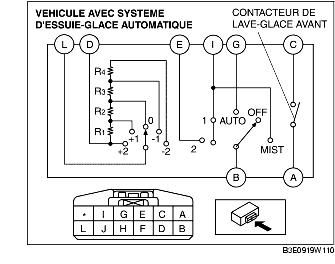 VEHICULE AVEC SYSTEME
D'ESSUIE-GLACE AUTOMATIQUE
CONTACTEUR DE
LAVE-GLACE AVANT
L D E I G C
R4
R3
R2
R1
+2 +1 0 -1 -2
2 1 AUTO OFF MIST
B A
* I G E C A
L J H F D B
B3E0919W110